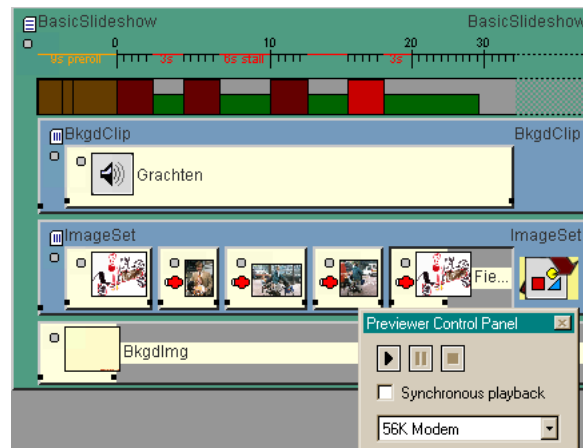 BasicSlideshow BasicSlideshow
0 10 20 30
9s preroll 3s 6s stall 3s
BkgdClip BkgdClip
Grachten
ImageSet ImageSet
Fie...
BkgdImg
Previewer Control Panel
Synchronous playback
56K Modem